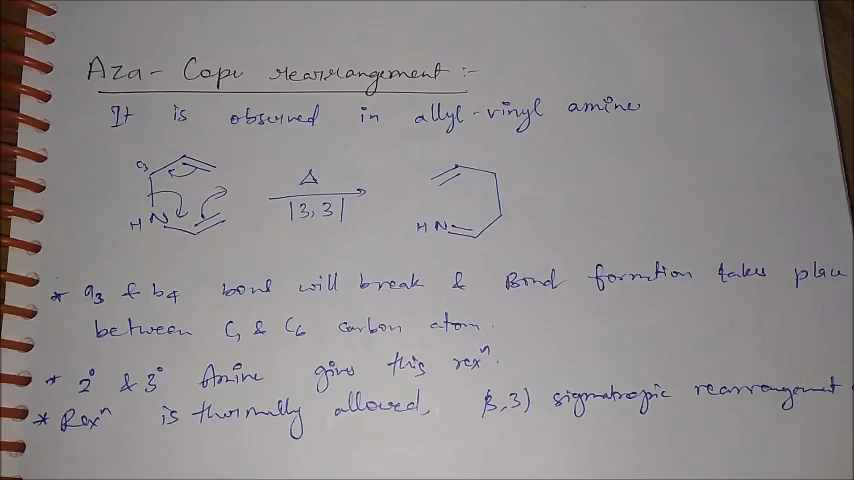 Aza - Cope rearrangement :-
It is observed in allyl-vinyl amine
C3
Δ
|3,3|
H N
HN
* a3 & b4 bond will break & Bond formation takes place
between C1 & C6 carbon atom.
* 2° & 3° Amine gives this rexn.
* Rexn is thermally allowed, (3,3) sigmatropic rearrangement